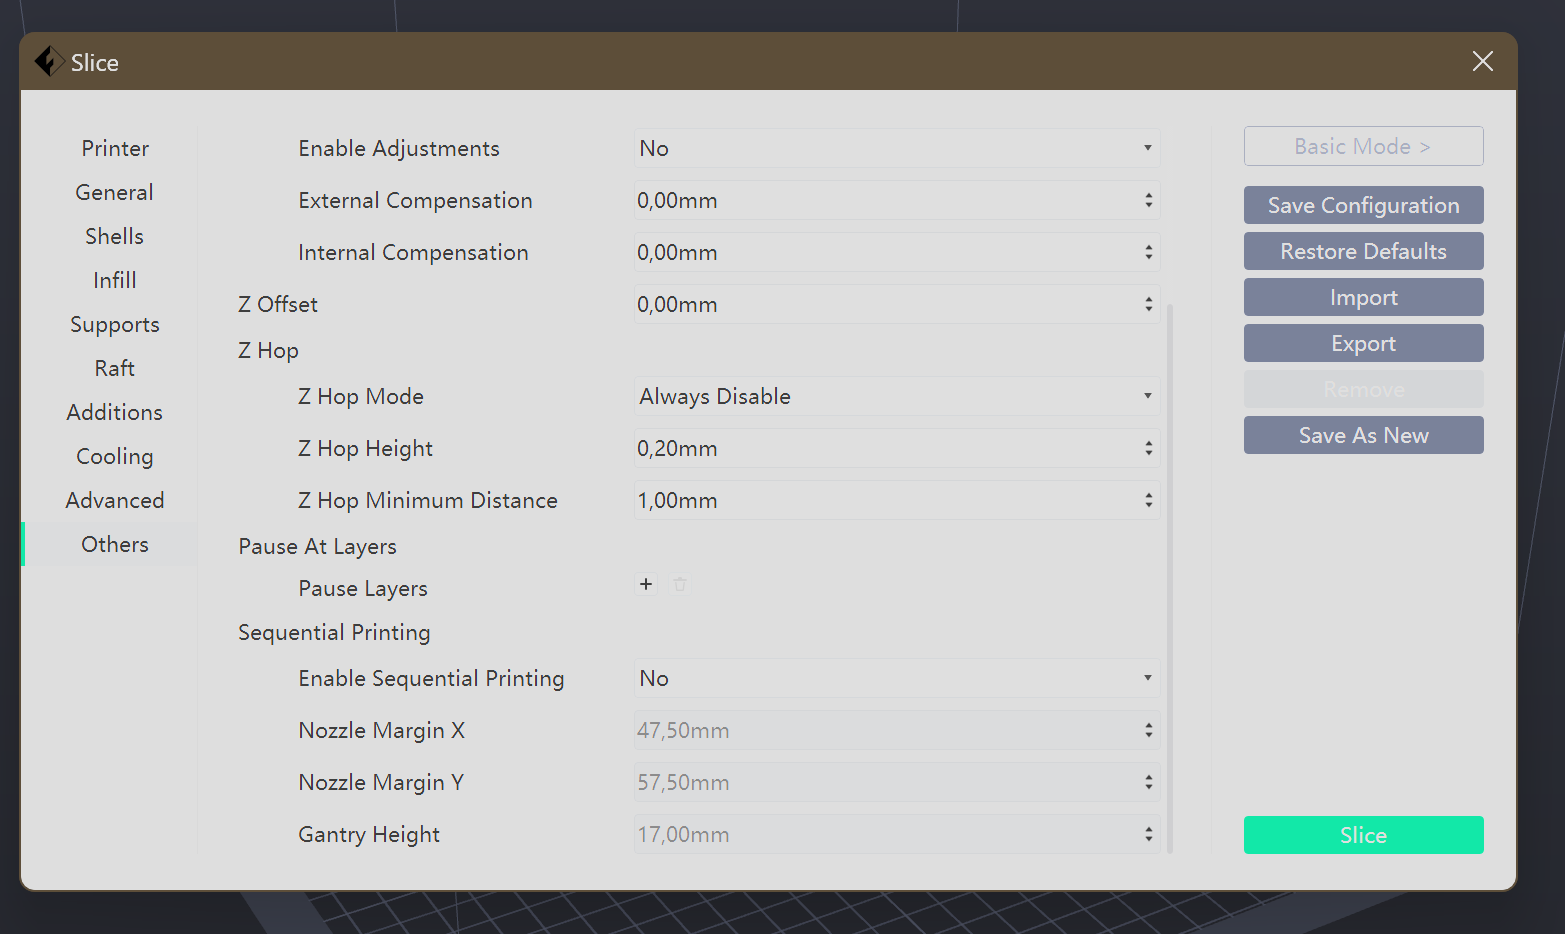 Slice
Printer
General
Shells
Infill
Supports
Raft
Additions
Cooling
Advanced
Others
Enable Adjustments No
External Compensation 0,00mm
Internal Compensation 0,00mm
Z Offset 0,00mm
Z Hop
Z Hop Mode Always Disable
Z Hop Height 0,20mm
Z Hop Minimum Distance 1,00mm
Pause At Layers
Pause Layers +
Sequential Printing
Enable Sequential Printing No
Nozzle Margin X 47,50mm
Nozzle Margin Y 57,50mm
Gantry Height 17,00mm
Basic Mode >
Save Configuration
Restore Defaults
Import
Export
Remove
Save As New
Slice